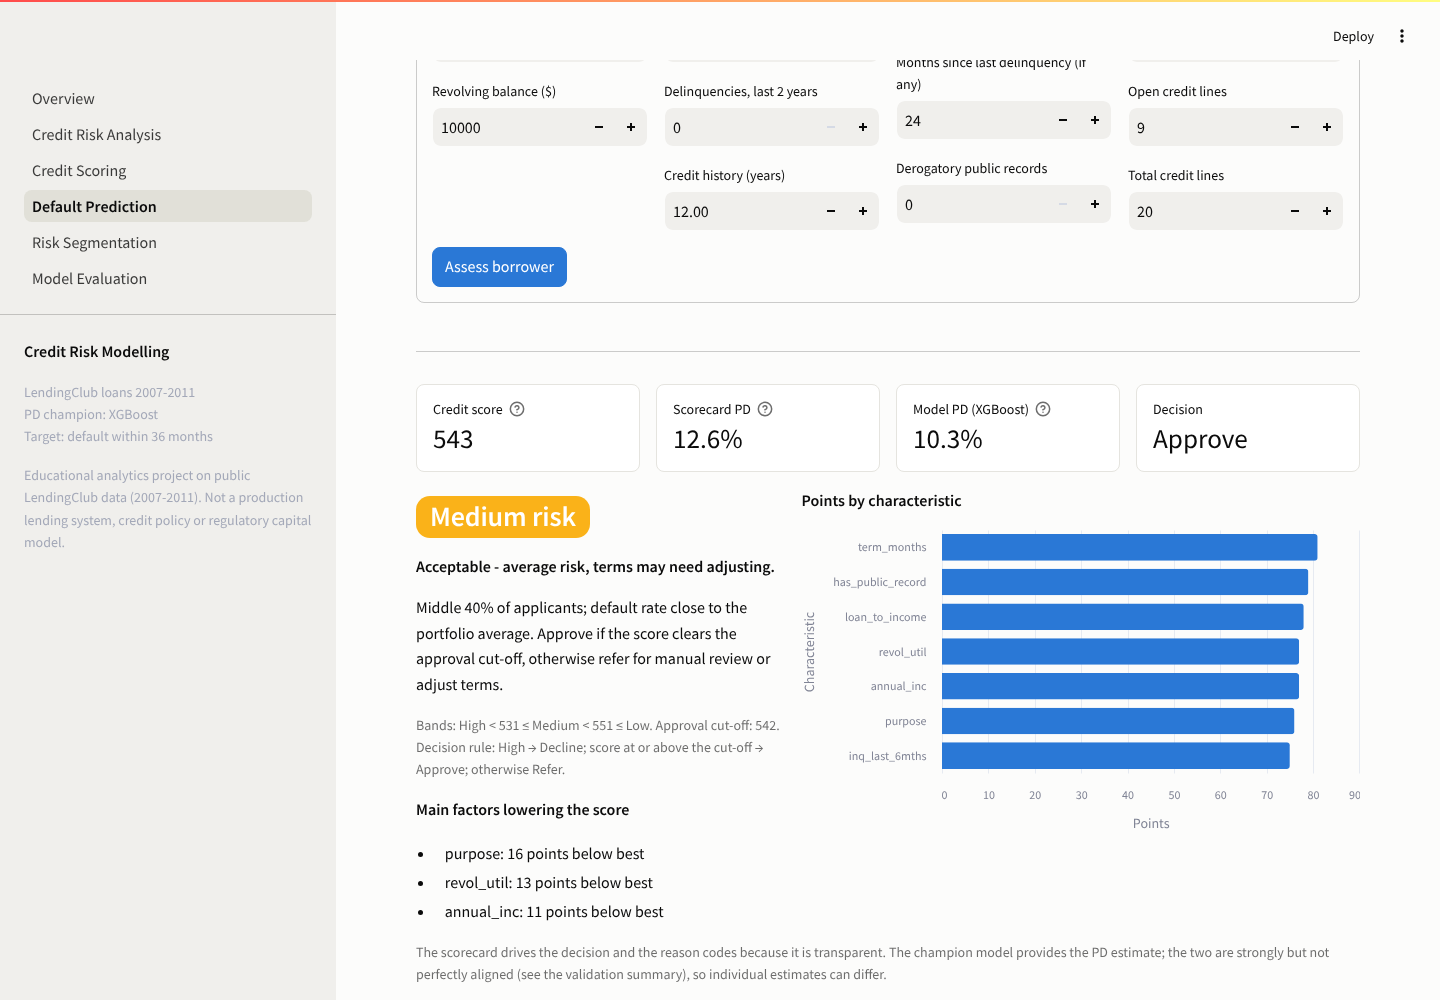 Deploy
Overview
Credit Risk Analysis
Credit Scoring
Default Prediction
Risk Segmentation
Model Evaluation
Credit Risk Modelling
LendingClub loans 2007-2011
PD champion: XGBoost
Target: default within 36 months
Educational analytics project on public
LendingClub data (2007-2011). Not a production
lending system, credit policy or regulatory capital
model.
Revolving balance ($)
10000
Delinquencies, last 2 years
0
Credit history (years)
12.00
Months since last delinquency (if
any)
24
Derogatory public records
0
Open credit lines
9
Total credit lines
20
Assess borrower
Credit score
543
Scorecard PD
12.6%
Model PD (XGBoost)
10.3%
Decision
Approve
Medium risk
Acceptable - average risk, terms may need adjusting.
Middle 40% of applicants; default rate close to the
portfolio average. Approve if the score clears the
approval cut-off, otherwise refer for manual review or
adjust terms.
Bands: High < 531 ≤ Medium < 551 ≤ Low. Approval cut-off: 542.
Decision rule: High → Decline; score at or above the cut-off →
Approve; otherwise Refer.
Main factors lowering the score
• purpose: 16 points below best
• revol_util: 13 points below best
• annual_inc: 11 points below best
Points by characteristic
Characteristic
term_months
has_public_record
loan_to_income
revol_util
annual_inc
purpose
inq_last_6mths
0 10 20 30 40 50 60 70 80 90
Points
The scorecard drives the decision and the reason codes because it is transparent. The champion model provides the PD estimate; the two are strongly but not
perfectly aligned (see the validation summary), so individual estimates can differ.